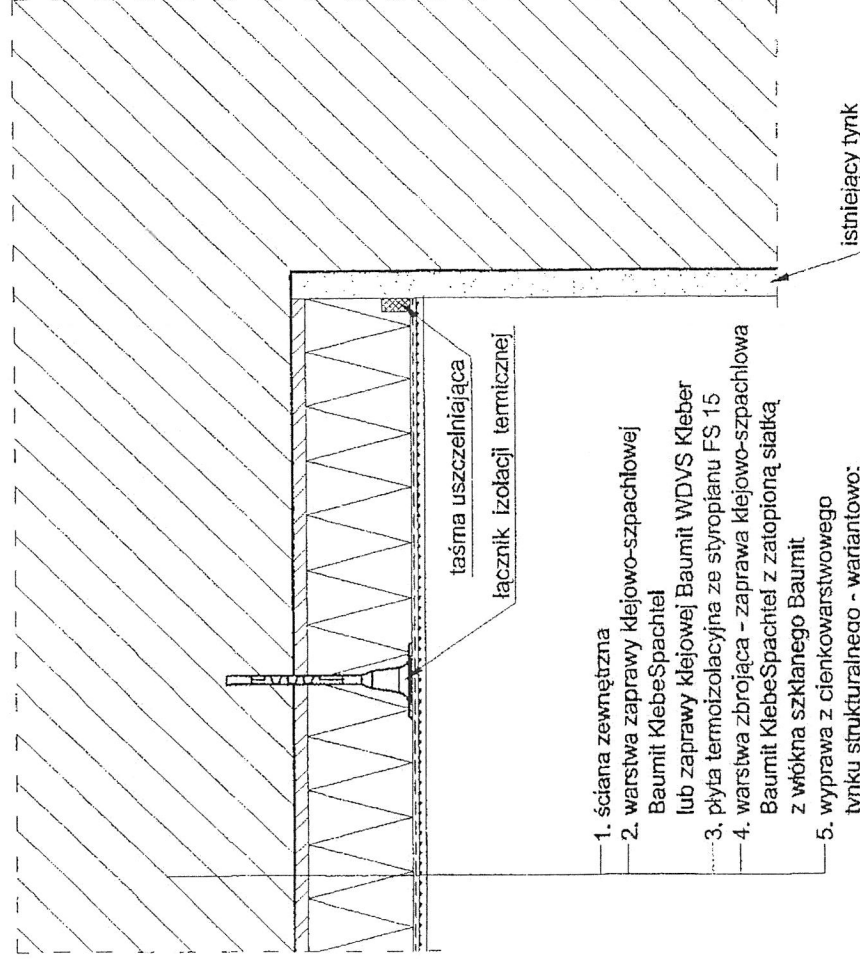 taśma uszczelniająca
łącznik izolacji termicznej
1. ściana zewnętrzna
2. warstwa zaprawy klejowo-szpachlowej
Baumit KlebeSpachtel
lub zaprawy klejowej Baumit WDVS Kleber
3. płyta termoizolacyjna ze styropianu FS 15
4. warstwa zbrojąca - zaprawa klejowo-szpachlowa
Baumit KlebeSpachtel z zatopioną siatką
z włókna szklanego Baumit
5. wyprawa z cienkowarstwowego
tynku strukturalnego - wariantowo:
istniejący tynk